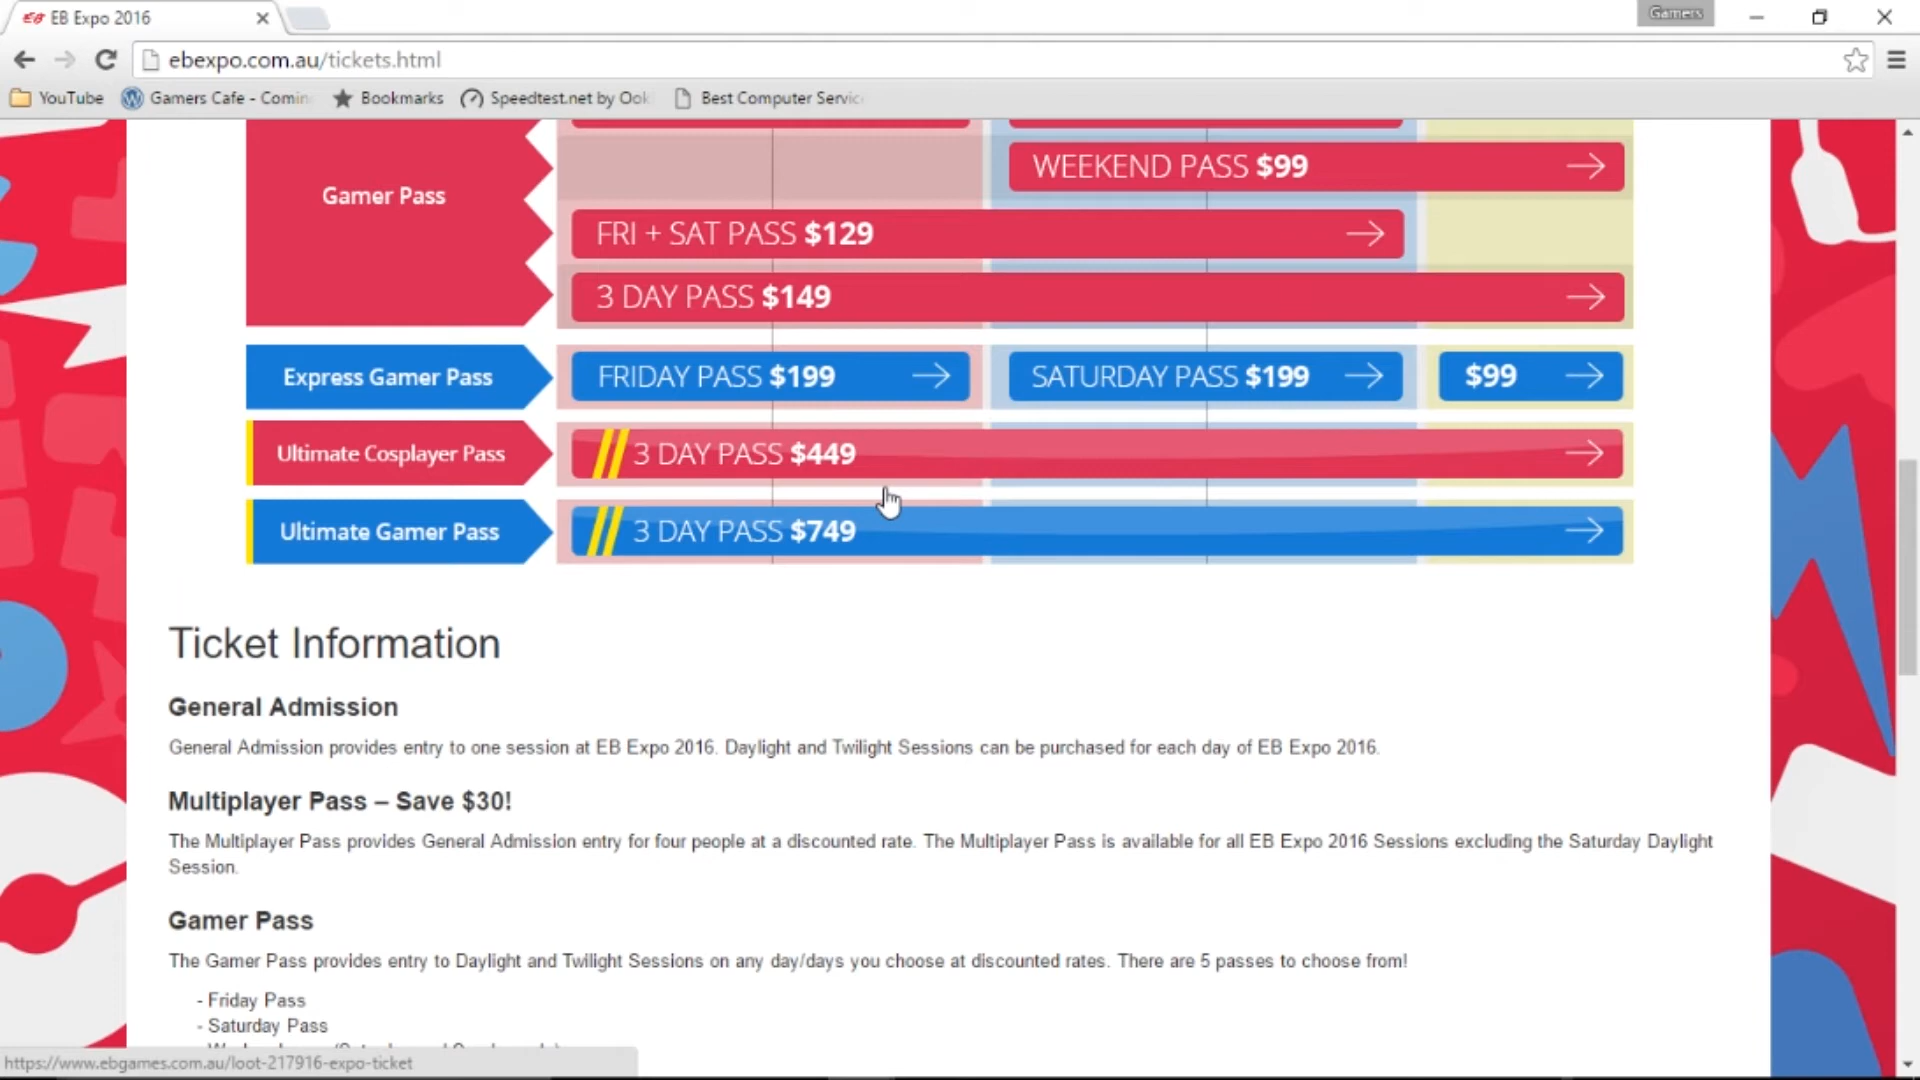 EB Expo 2016
Gamers
ebexpo.com.au/tickets.html
YouTube
Gamers Cafe - Comin
Bookmarks
Speedtest.net by Ook
Best Computer Servic
Gamer Pass
WEEKEND PASS $99
FRI + SAT PASS $129
3 DAY PASS $149
Express Gamer Pass
FRIDAY PASS $199
SATURDAY PASS $199
$99
Ultimate Cosplayer Pass
3 DAY PASS $449
Ultimate Gamer Pass
3 DAY PASS $749
Ticket Information
General Admission
General Admission provides entry to one session at EB Expo 2016. Daylight and Twilight Sessions can be purchased for each day of EB Expo 2016.
Multiplayer Pass – Save $30!
The Multiplayer Pass provides General Admission entry for four people at a discounted rate. The Multiplayer Pass is available for all EB Expo 2016 Sessions excluding the Saturday Daylight
Session.
Gamer Pass
The Gamer Pass provides entry to Daylight and Twilight Sessions on any day/days you choose at discounted rates. There are 5 passes to choose from!
- Friday Pass
- Saturday Pass
https://www.ebgames.com.au/loot-217916-expo-ticket